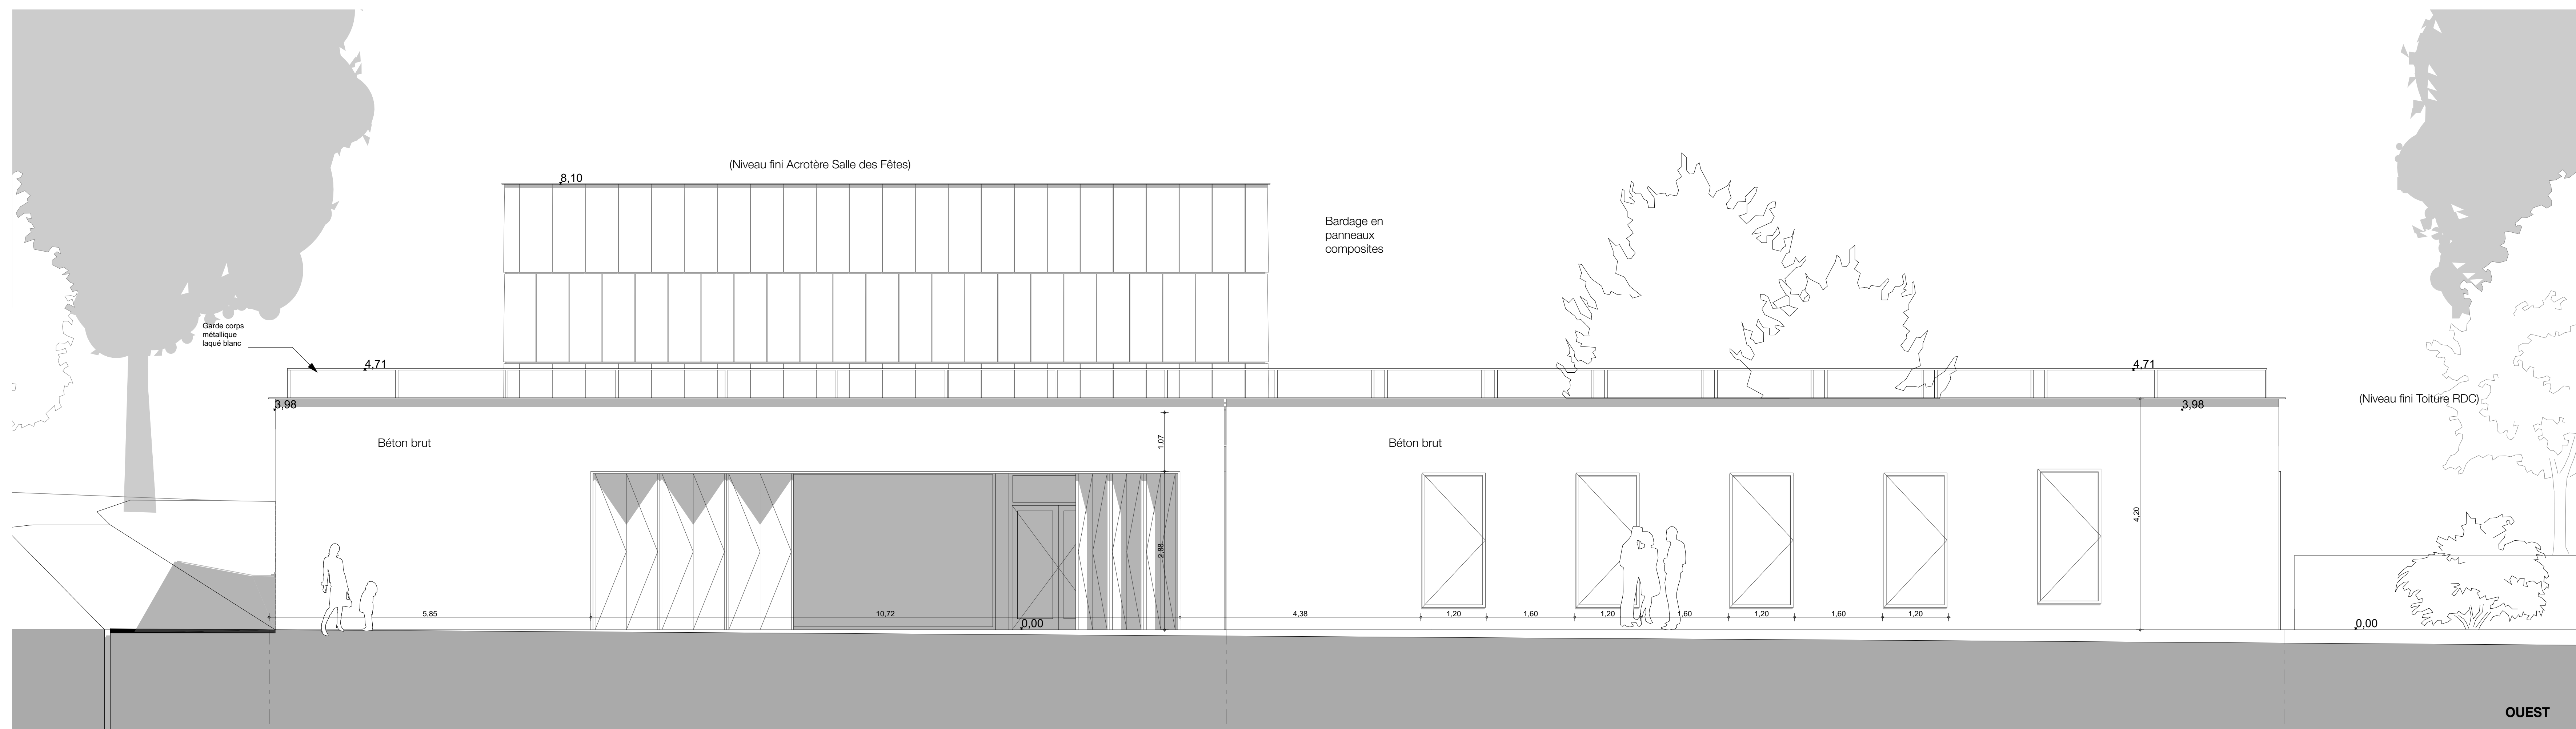 (Niveau fini Acrotère Salle des Fêtes)
8,10
Bardage en
panneaux
composites
Garde corps
métallique
laqué blanc
4,71
4,71
3,98
(Niveau fini Toiture RDC)
3,98
Béton brut
1,07
Béton brut
4,20
2,88
5,85
10,72
4,38
1,20
1,60
1,20
1,60
1,20
1,60
1,20
0,00
0,00
OUEST